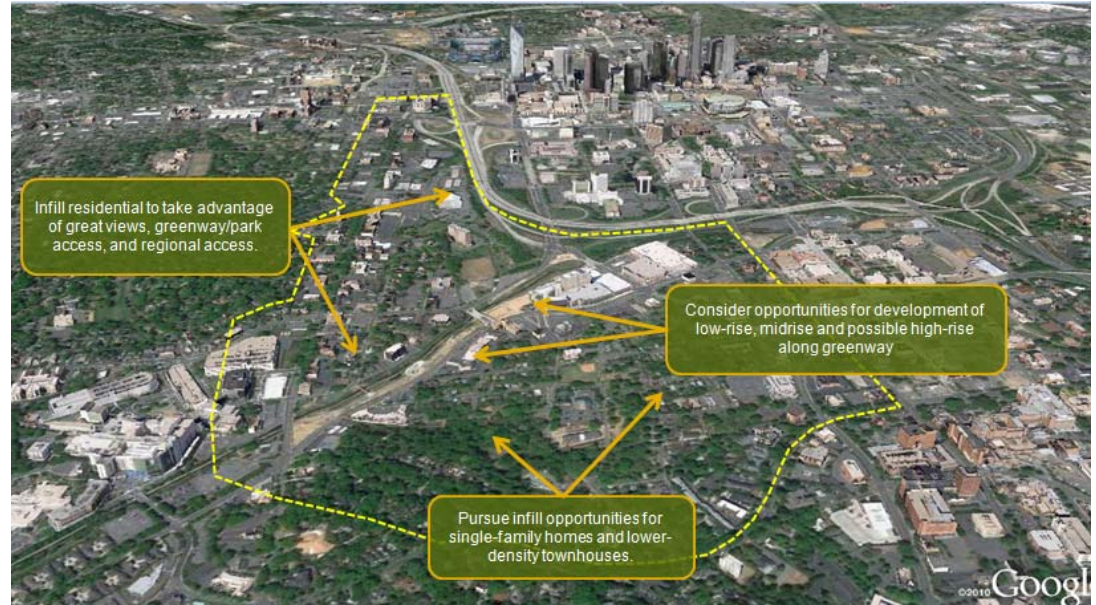 Infill residential to take advantage
of great views, greenway/park
access, and regional access.
Consider opportunities for development of
low-rise, midrise and possible high-rise
along greenway
Pursue infill opportunities for
single-family homes and lower-
density townhouses.
©2010 Google